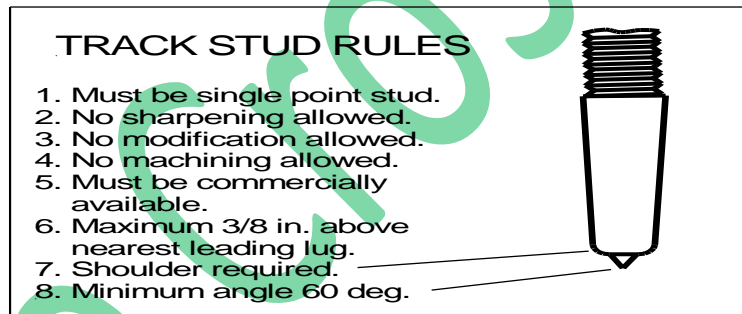 TRACK STUD RULES
1. Must be single point stud.
2. No sharpening allowed.
3. No modification allowed.
4. No machining allowed.
5. Must be commercially
available.
6. Maximum 3/8 in. above
nearest leading lug.
7. Shoulder required.
8. Minimum angle 60 deg.